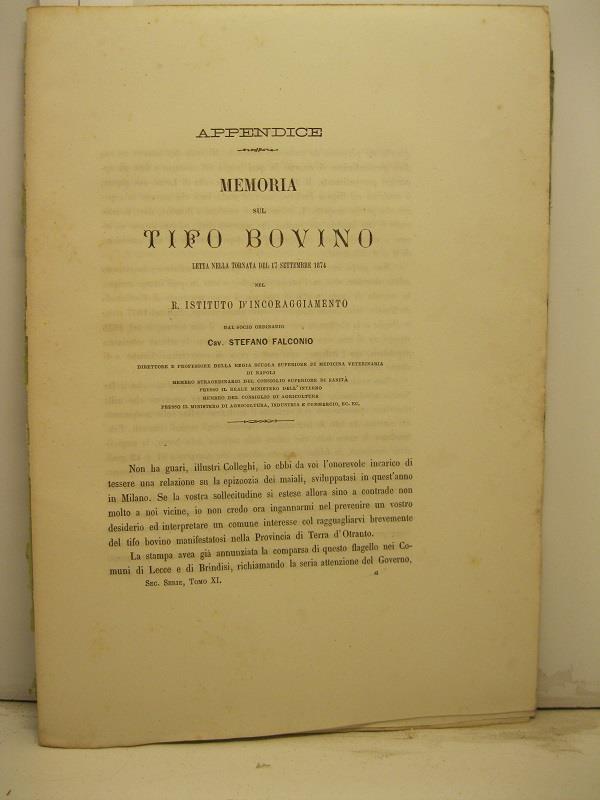 APPENDICE
MEMORIA
SUL
TIFO BOVINO
LETTA NELLA TORNATA DEL 17 SETTEMBRE 1874
NEL
R. ISTITUTO D'INCORAGGIAMENTO
DAL SOCIO ORDINARIO
Cav. STEFANO FALCONIO
DIRETTORE E PROFESSORE DELLA REGIA SCUOLA SUPERIORE DI MEDICINA VETERINARIA
DI NAPOLI
MEMBRO STRAORDINARIO DEL CONSIGLIO SUPERIORE DI SANITÀ
PRESSO IL REALE MINISTERO DELL'INTERNO
MEMBRO DEL CONSIGLIO DI AGRICOLTURA
PRESSO IL MINISTERO DI AGRICOLTURA, INDUSTRIA E COMMERCIO, EC. EC.
Non ha guari, illustri Colleghi, io ebbi da voi l'onorevole incarico di
tessere una relazione su la epizoozia dei maiali, sviluppatasi in quest'anno
in Milano. Se la vostra sollecitudine si estese allora sino a contrade non
molto a noi vicine, io non credo ora ingannarmi nel prevenire un vostro
desiderio ed interpretare un comune interesse col ragguagliarvi brevemente
del tifo bovino manifestatosi nella Provincia di Terra d'Otranto.
La stampa avea già annunziata la comparsa di questo flagello nei Co-
muni di Lecce e di Brindisi, richiamando la seria attenzione del Governo,
Sec. Serie, Tomo XI. a